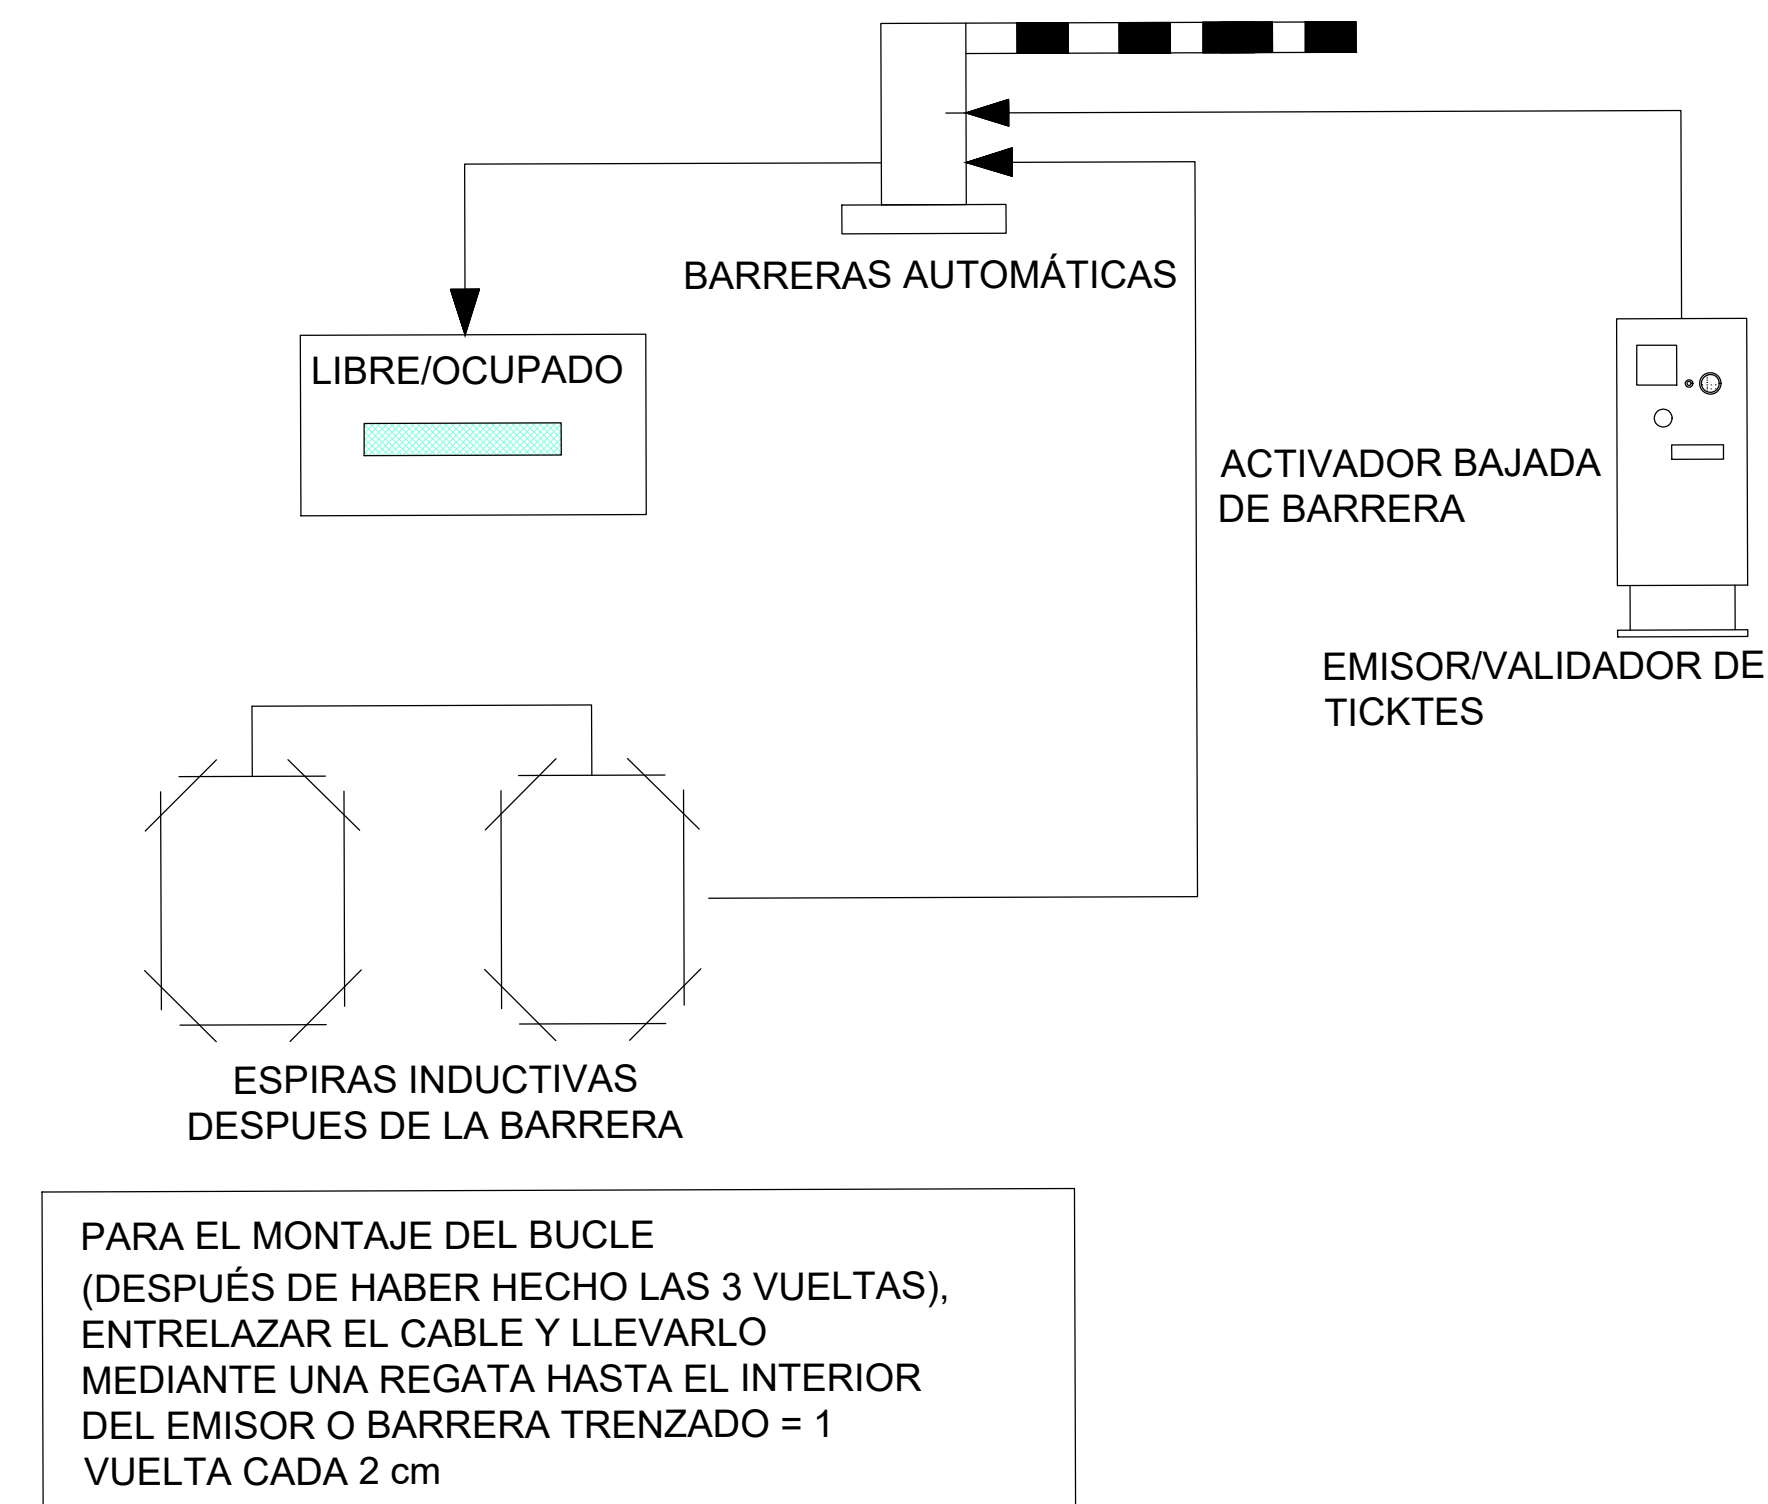 BARRERAS AUTOMÁTICAS
LIBRE/OCUPADO
ACTIVADOR BAJADA
DE BARRERA
EMISOR/VALIDADOR DE
TICKTES
ESPIRAS INDUCTIVAS
DESPUES DE LA BARRERA
PARA EL MONTAJE DEL BUCLE
(DESPUÉS DE HABER HECHO LAS 3 VUELTAS),
ENTRELAZAR EL CABLE Y LLEVARLO
MEDIANTE UNA REGATA HASTA EL INTERIOR
DEL EMISOR O BARRERA TRENZADO = 1
VUELTA CADA 2 cm